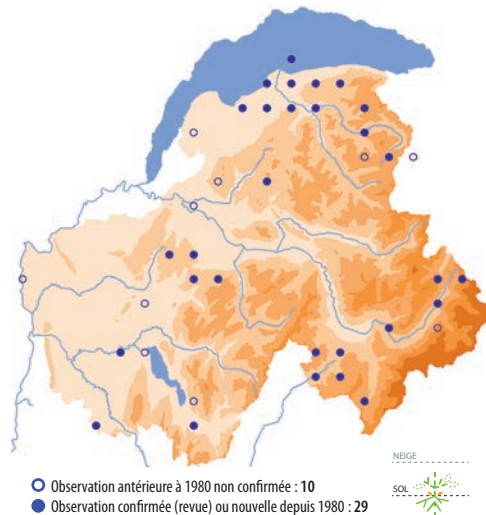 NEIGE
SOL
Observation antérieure à 1980 non confirmée : 10
Observation confirmée (revue) ou nouvelle depuis 1980 : 29